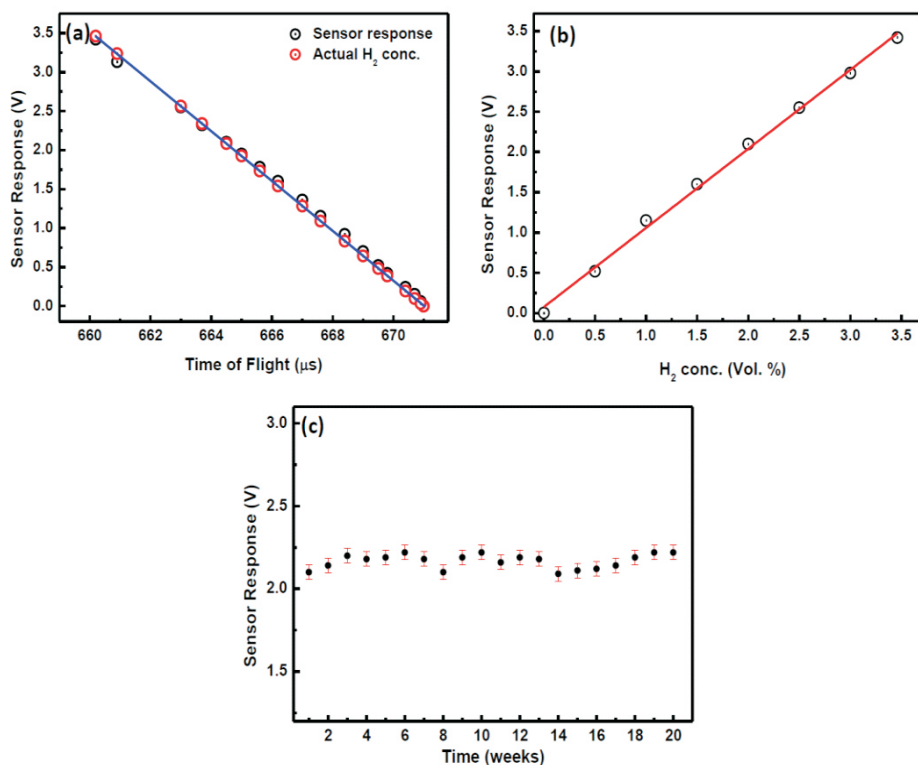 (a)
Sensor response
Actual H₂ conc.
Sensor Response (V)
3.5
3.0
2.5
2.0
1.5
1.0
0.5
0.0
660 662 664 666 668 670
Time of Flight (μs)
(b)
Sensor Response (V)
3.5
3.0
2.5
2.0
1.5
1.0
0.5
0.0
0.0 0.5 1.0 1.5 2.0 2.5 3.0 3.5
H₂ conc. (Vol. %)
(c)
Sensor Response (V)
3.0
2.5
2.0
1.5
2 4 6 8 10 12 14 16 18 20
Time (weeks)